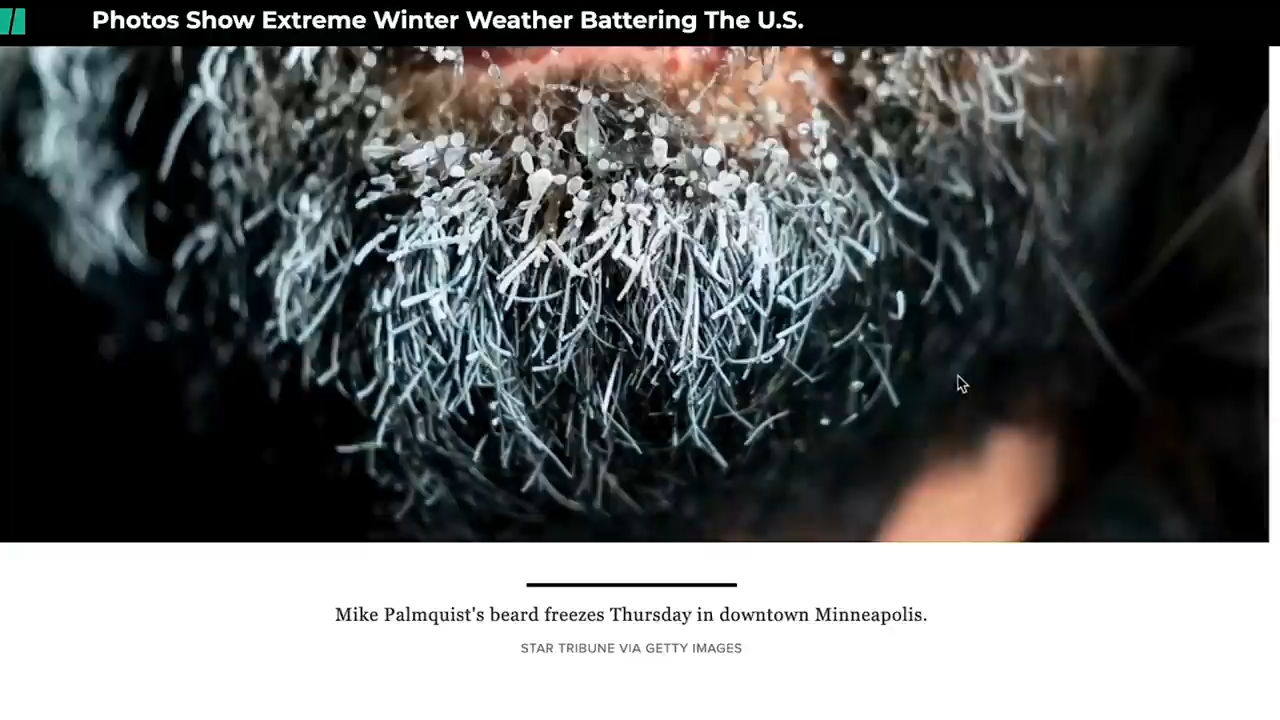 Photos Show Extreme Winter Weather Battering The U.S.
Mike Palmquist's beard freezes Thursday in downtown Minneapolis.
STAR TRIBUNE VIA GETTY IMAGES